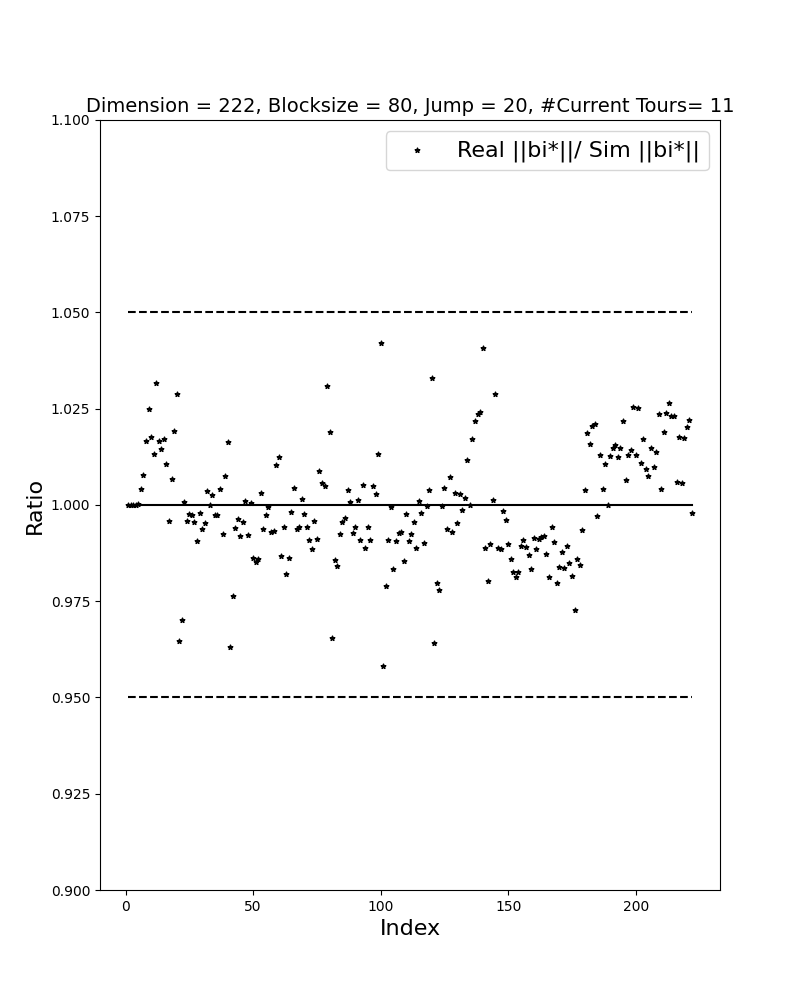 Dimension = 222, Blocksize = 80, Jump = 20, #Current Tours= 11
Real ||bi*||/ Sim ||bi*||
1.100
1.075
1.050
1.025
1.000
0.975
0.950
0.925
0.900
Ratio
0 50 100 150 200
Index